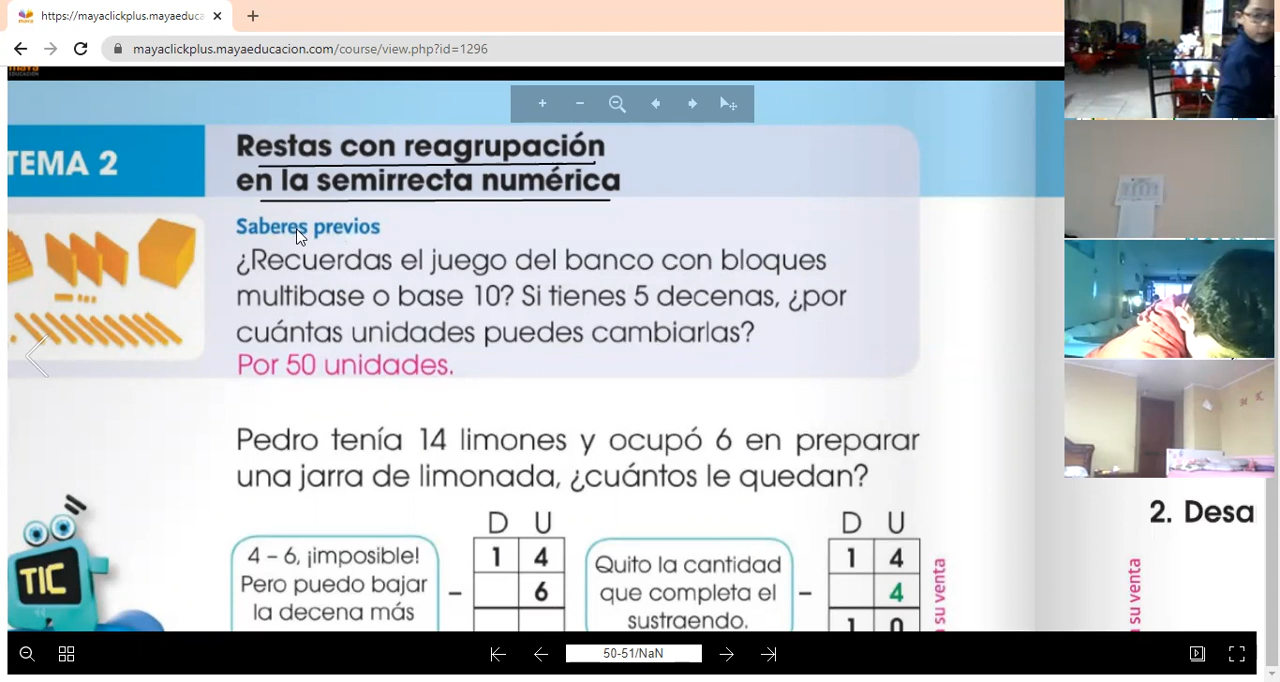 https://mayaclickplus.mayaeduca
mayaclickplus.mayaeducacion.com/course/view.php?id=1296
TEMA 2
Restas con reagrupación
en la semirrecta numérica
Saberes previos
¿Recuerdas el juego del banco con bloques
multibase o base 10? Si tienes 5 decenas, ¿por
cuántas unidades puedes cambiarlas?
Por 50 unidades.
Pedro tenía 14 limones y ocupó 6 en preparar
una jarra de limonada, ¿cuántos le quedan?
TIC
4 – 6, ¡imposible!
Pero puedo bajar
la decena más
D U
1 4
– 6
Quito la cantidad
que completa el
sustraendo.
D U
1 4
– 4
1 0
su venta
su venta
2. Desa
50-51/NaN